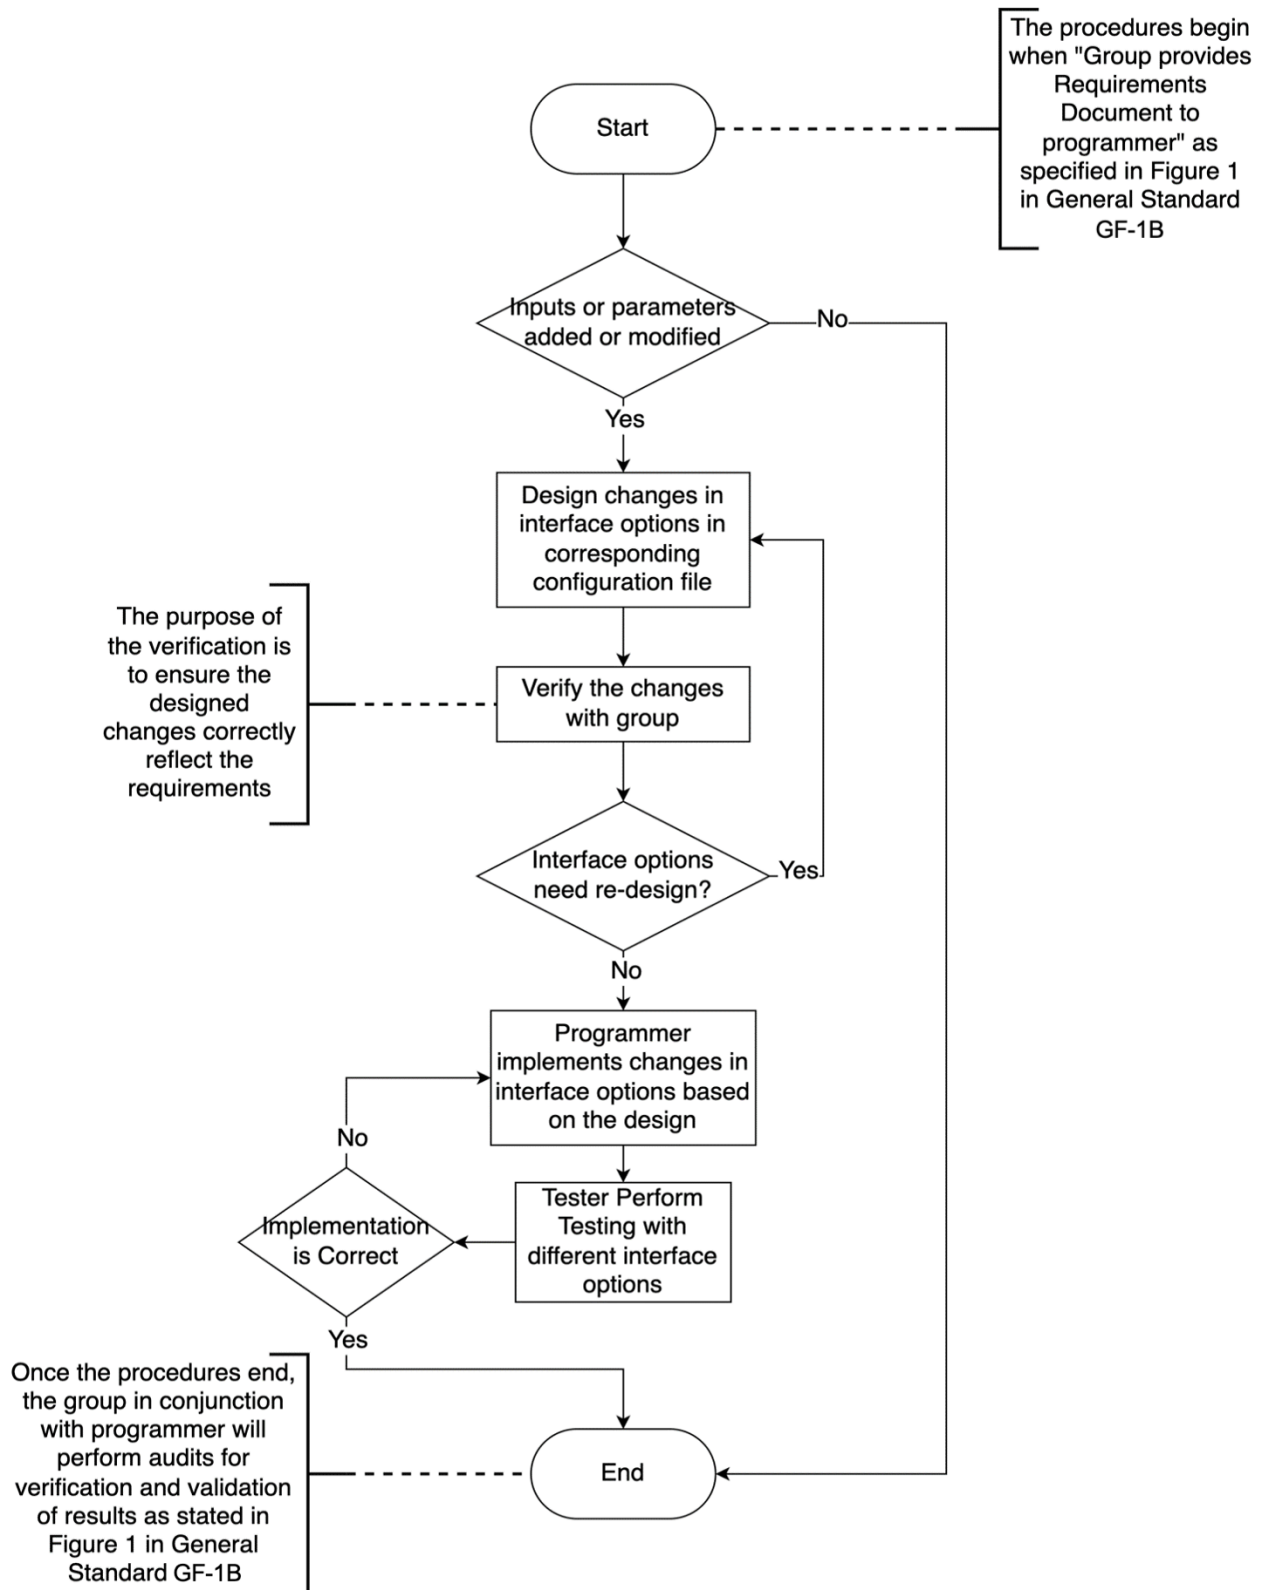 The procedures begin
when "Group provides
Requirements
Document to
programmer" as
specified in Figure 1
in General Standard
GF-1B
Start
Inputs or parameters
added or modified
No
Yes
Design changes in
interface options in
corresponding
configuration file
The purpose of
the verification is
to ensure the
designed
changes correctly
reflect the
requirements
Verify the changes
with group
Interface options
need re-design?
Yes
No
Programmer
implements changes in
interface options based
on the design
No
Tester Perform
Testing with
different interface
options
Implementation
is Correct
Yes
Once the procedures end,
the group in conjunction
with programmer will
perform audits for
verification and validation
of results as stated in
Figure 1 in General
Standard GF-1B
End